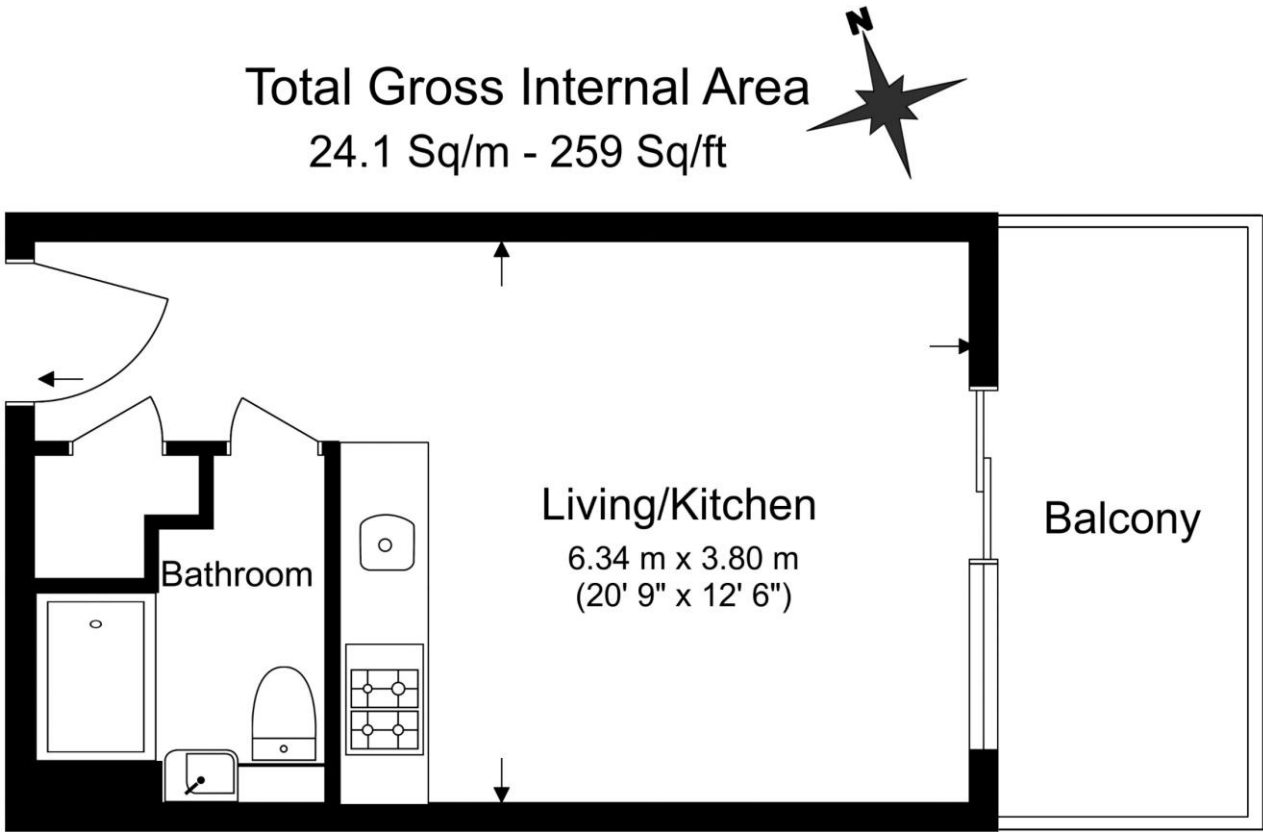 N
Total Gross Internal Area
24.1 Sq/m - 259 Sq/ft
Living/Kitchen
6.34 m x 3.80 m
(20' 9" x 12' 6")
Balcony
Bathroom